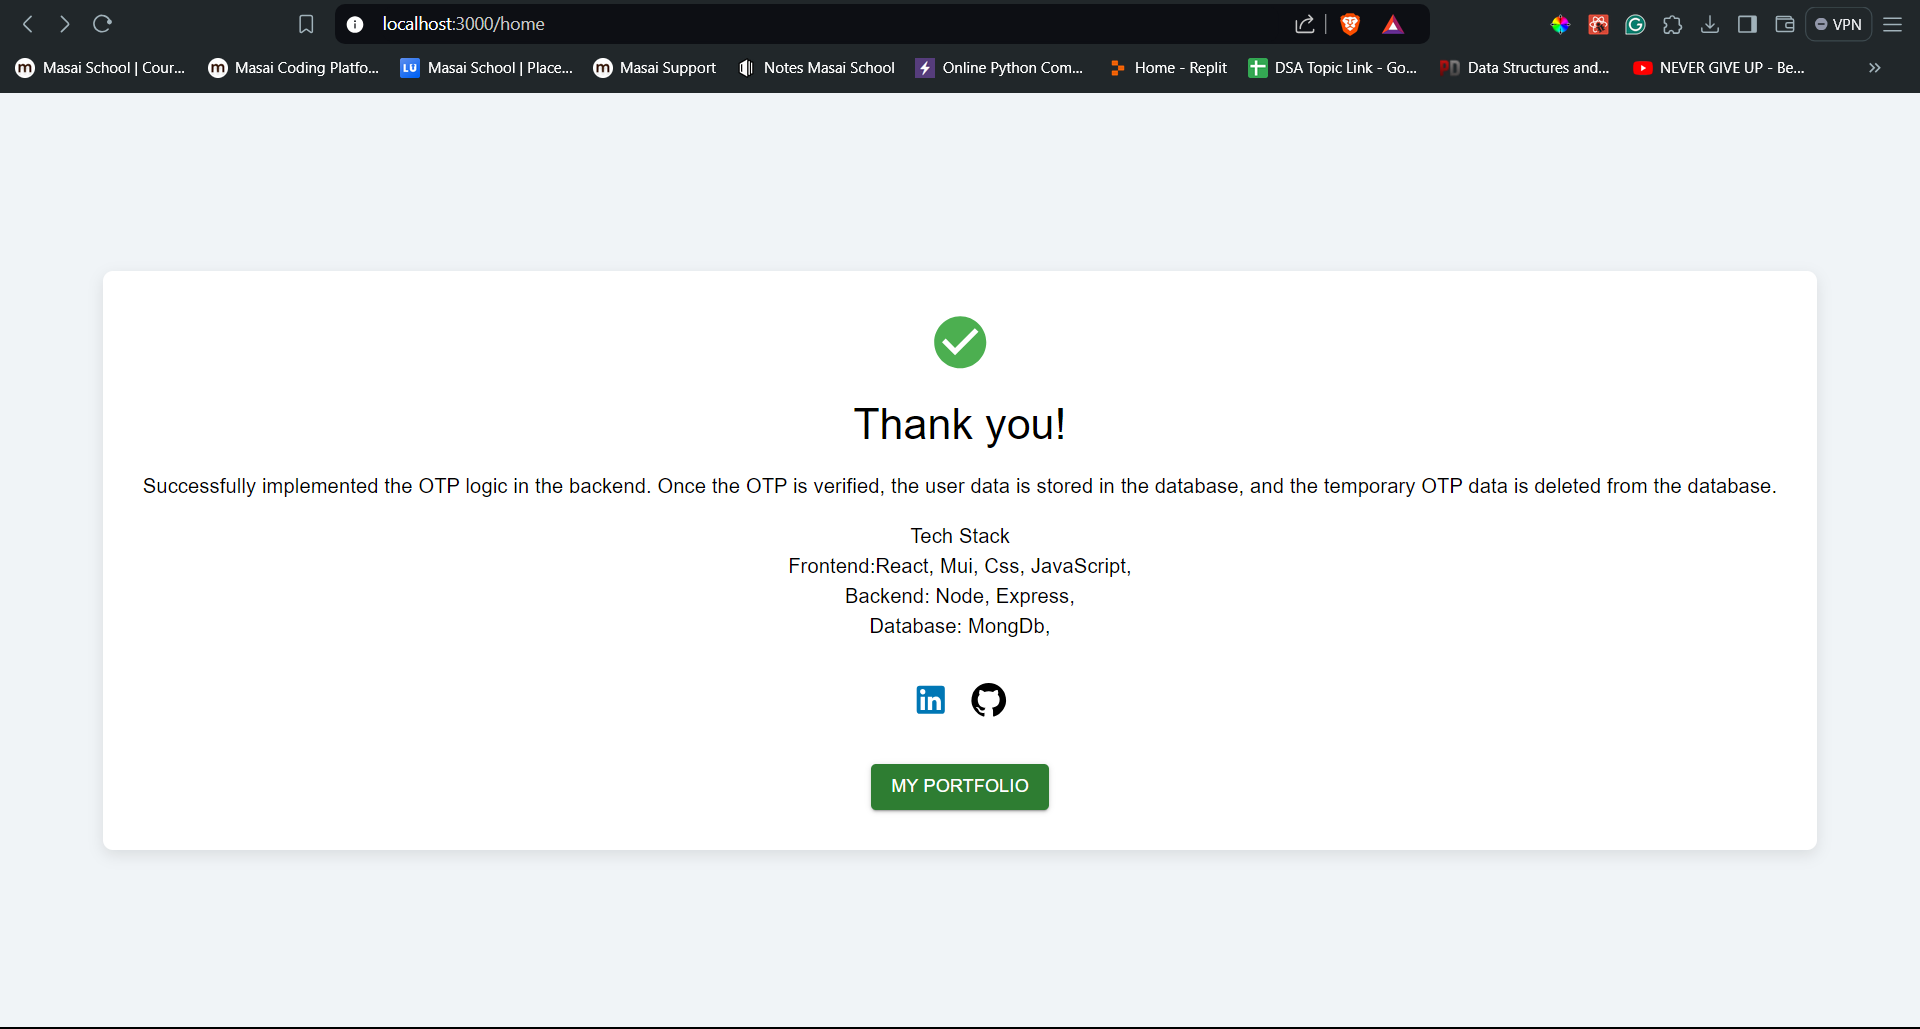 localhost:3000/home
VPN
Masai School | Cour...
Masai Coding Platfo...
LU
Masai School | Place...
Masai Support
Notes Masai School
Online Python Com...
Home - Replit
DSA Topic Link - Go...
Data Structures and...
NEVER GIVE UP - Be...
Thank you!
Successfully implemented the OTP logic in the backend. Once the OTP is verified, the user data is stored in the database, and the temporary OTP data is deleted from the database.
Tech Stack
Frontend:React, Mui, Css, JavaScript,
Backend: Node, Express,
Database: MongDb,
in
MY PORTFOLIO